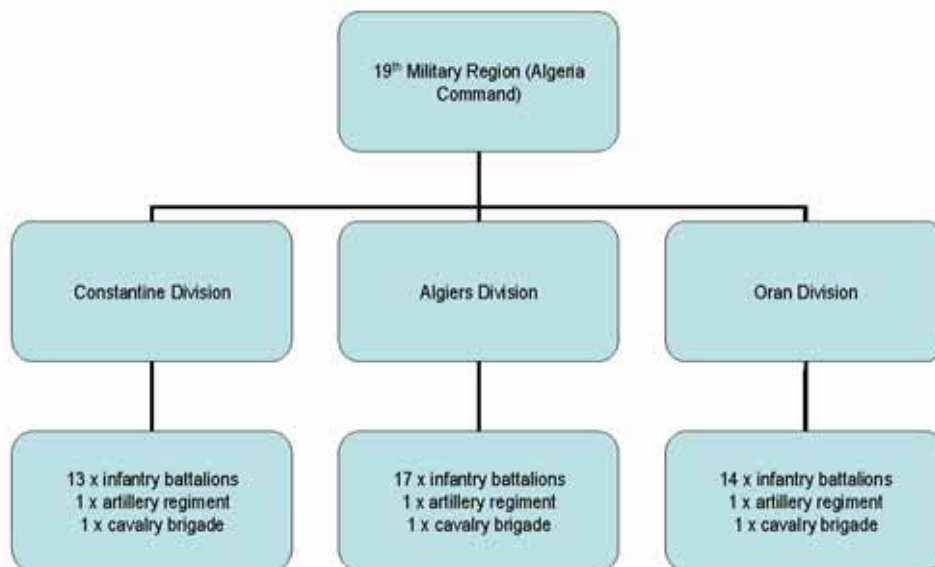 19th Military Region (Algeria
Command)
Constantine Division
Algiers Division
Oran Division
13 x infantry battalions
1 x artillery regiment
1 x cavalry brigade
17 x infantry battalions
1 x artillery regiment
1 x cavalry brigade
14 x infantry battalions
1 x artillery regiment
1 x cavalry brigade